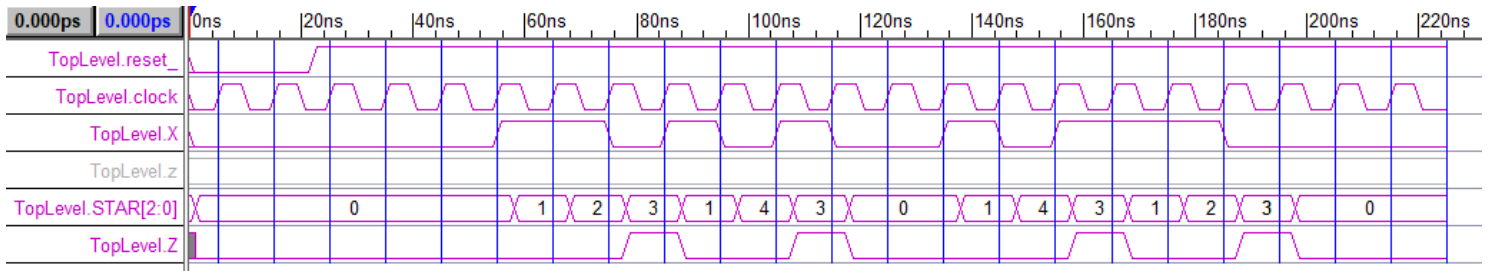 0.000ps 0.000ps 0ns 20ns 40ns 60ns 80ns 100ns 120ns 140ns 160ns 180ns 200ns 220ns
TopLevel.reset_
TopLevel.clock
TopLevel.X
TopLevel.z
TopLevel.STAR[2:0] 0 1 2 3 1 4 3 0 1 4 3 1 2 3 0
TopLevel.Z